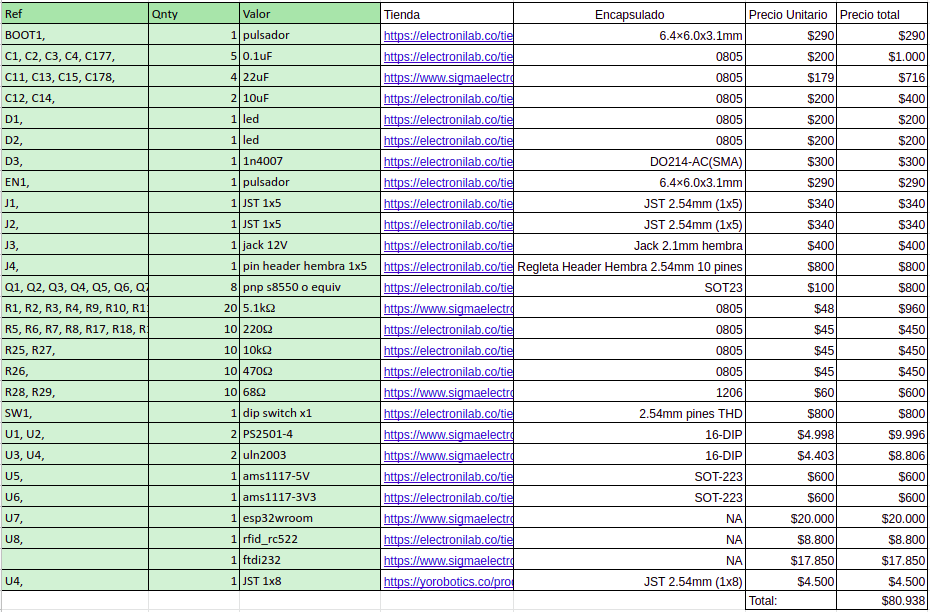 Ref Qnty Valor Tienda Encapsulado Precio Unitario Precio total
BOOT1, 1 pulsador https://electronilab.co/tie 6.4×6.0x3.1mm $290 $290
C1, C2, C3, C4, C177, 5 0.1uF https://electronilab.co/tie 0805 $200 $1.000
C11, C13, C15, C178, 4 22uF https://www.sigmaelectro 0805 $179 $716
C12, C14, 2 10uF https://electronilab.co/tie 0805 $200 $400
D1, 1 led https://electronilab.co/tie 0805 $200 $200
D2, 1 led https://electronilab.co/tie 0805 $200 $200
D3, 1 1n4007 https://electronilab.co/tie DO214-AC(SMA) $300 $300
EN1, 1 pulsador https://electronilab.co/tie 6.4×6.0x3.1mm $290 $290
J1, 1 JST 1x5 https://electronilab.co/tie JST 2.54mm (1x5) $340 $340
J2, 1 JST 1x5 https://electronilab.co/tie JST 2.54mm (1x5) $340 $340
J3, 1 jack 12V https://electronilab.co/tie Jack 2.1mm hembra $400 $400
J4, 1 pin header hembra 1x5 https://electronilab.co/tie Regleta Header Hembra 2.54mm 10 pines $800 $800
Q1, Q2, Q3, Q4, Q5, Q6, Q7 8 pnp s8550 o equiv https://electronilab.co/tie SOT23 $100 $800
R1, R2, R3, R4, R9, R10, R11 20 5.1kΩ https://www.sigmaelectro 0805 $48 $960
R5, R6, R7, R8, R17, R18, R1 10 220Ω https://electronilab.co/tie 0805 $45 $450
R25, R27, 10 10kΩ https://electronilab.co/tie 0805 $45 $450
R26, 10 470Ω https://electronilab.co/tie 0805 $45 $450
R28, R29, 10 68Ω https://www.sigmaelectro 1206 $60 $600
SW1, 1 dip switch x1 https://electronilab.co/tie 2.54mm pines THD $800 $800
U1, U2, 2 PS2501-4 https://www.sigmaelectro 16-DIP $4.998 $9.996
U3, U4, 2 uln2003 https://www.sigmaelectro 16-DIP $4.403 $8.806
U5, 1 ams1117-5V https://electronilab.co/tie SOT-223 $600 $600
U6, 1 ams1117-3V3 https://electronilab.co/tie SOT-223 $600 $600
U7, 1 esp32wroom https://www.sigmaelectro NA $20.000 $20.000
U8, 1 rfid_rc522 https://electronilab.co/tie NA $8.800 $8.800
1 ftdi232 https://www.sigmaelectro NA $17.850 $17.850
U4, 1 JST 1x8 https://yorobotics.co/pro JST 2.54mm (1x8) $4.500 $4.500
Total: $80.938